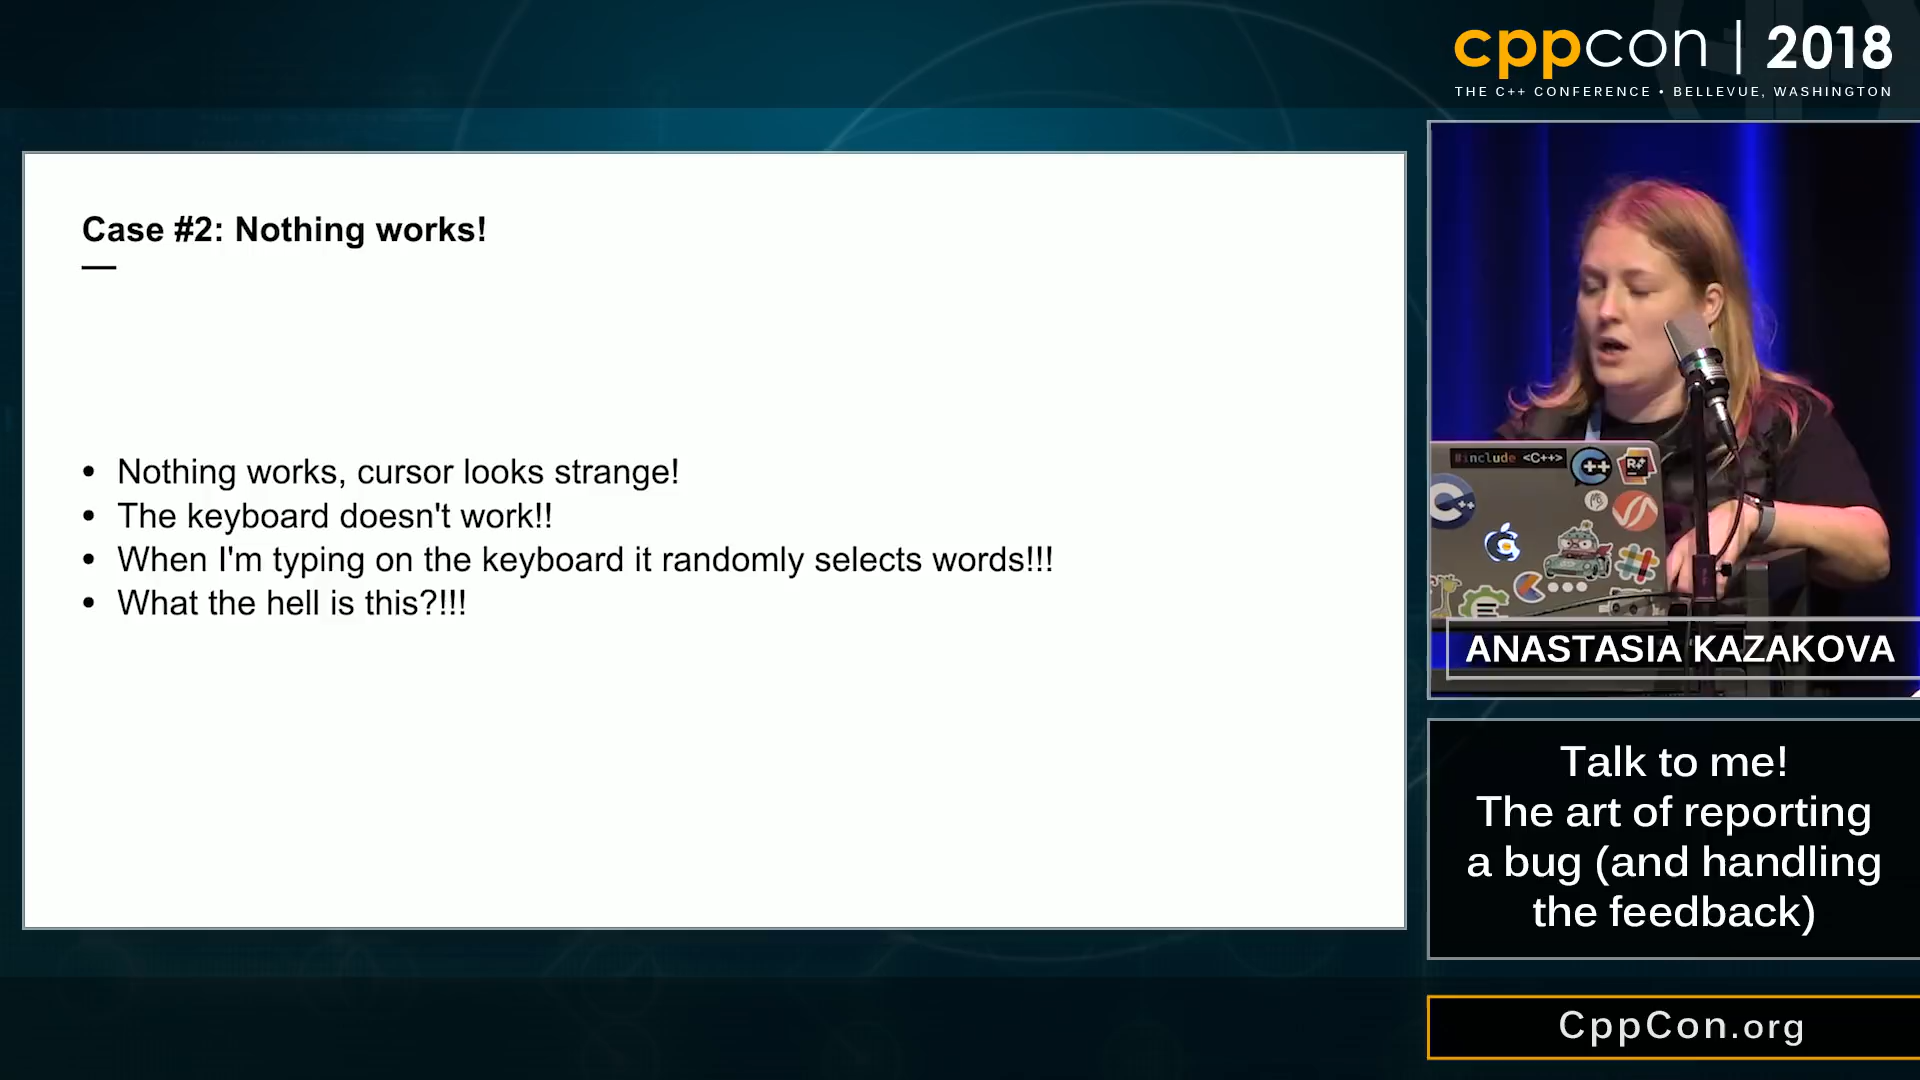 cppcon | 2018
THE C++ CONFERENCE • BELLEVUE, WASHINGTON
Case #2: Nothing works!
• Nothing works, cursor looks strange!
• The keyboard doesn't work!!
• When I'm typing on the keyboard it randomly selects words!!!
• What the hell is this?!!!
#include <C++>
C++
R++
C++
ANASTASIA KAZAKOVA
Talk to me!
The art of reporting
a bug (and handling
the feedback)
CppCon.org